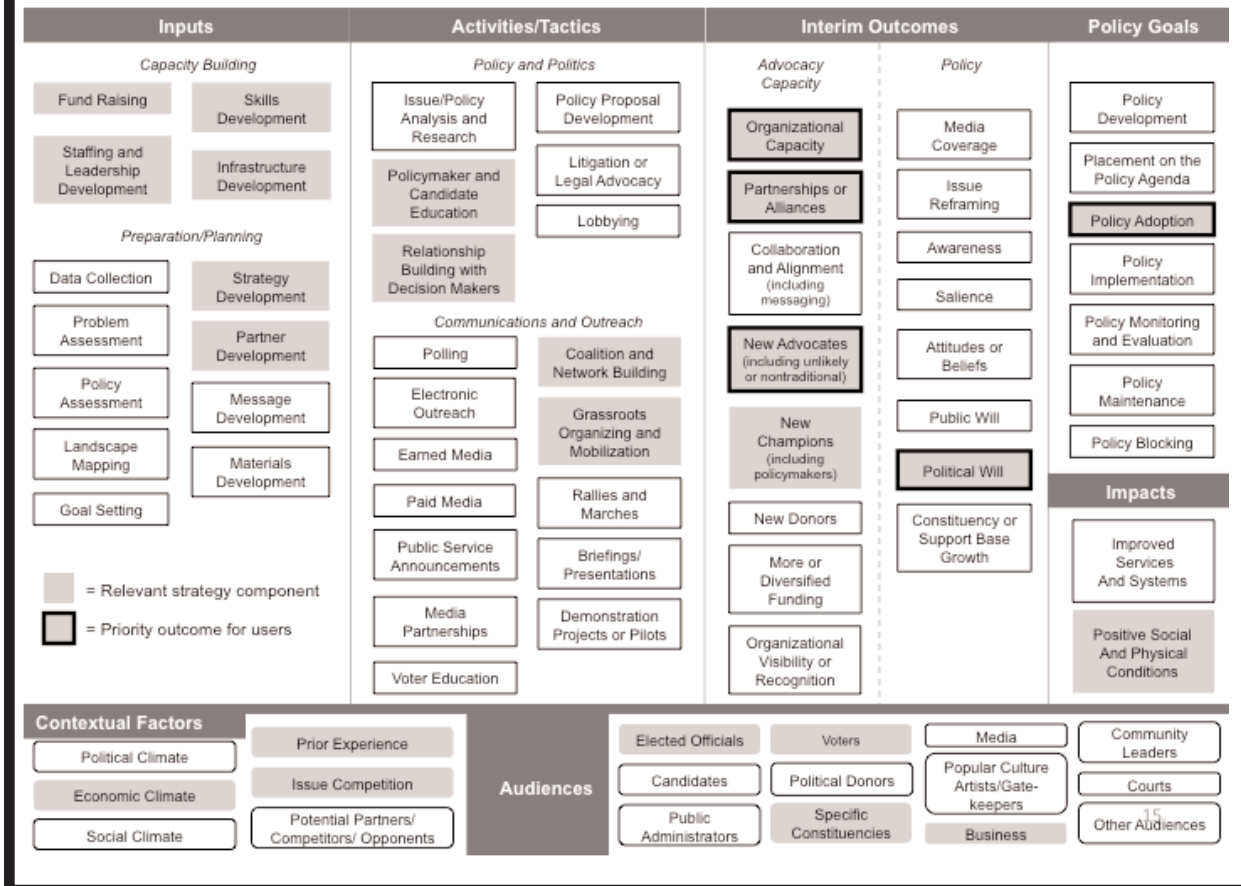 Inputs
Capacity Building
Fund Raising
Skills
Development
Staffing and
Leadership
Development
Infrastructure
Development
Preparation/Planning
Data Collection
Strategy
Development
Problem
Assessment
Partner
Development
Policy
Assessment
Message
Development
Landscape
Mapping
Materials
Development
Goal Setting
= Relevant strategy component
= Priority outcome for users
Activities/Tactics
Policy and Politics
Issue/Policy
Analysis and
Research
Policy Proposal
Development
Policymaker and
Candidate
Education
Litigation or
Legal Advocacy
Lobbying
Relationship
Building with
Decision Makers
Communications and Outreach
Polling
Coalition and
Network Building
Electronic
Outreach
Grassroots
Organizing and
Mobilization
Earned Media
Paid Media
Rallies and
Marches
Public Service
Announcements
Briefings/
Presentations
Media
Partnerships
Demonstration
Projects or Pilots
Voter Education
Interim Outcomes
Advocacy
Capacity
Organizational
Capacity
Partnerships or
Alliances
Collaboration
and Alignment
(including
messaging)
New Advocates
(including unlikely
or nontraditional)
New
Champions
(including
policymakers)
New Donors
More or
Diversified
Funding
Organizational
Visibility or
Recognition
Policy
Media
Coverage
Issue
Reframing
Awareness
Salience
Attitudes or
Beliefs
Public Will
Political Will
Constituency or
Support Base
Growth
Policy Goals
Policy
Development
Placement on the
Policy Agenda
Policy Adoption
Policy
Implementation
Policy Monitoring
and Evaluation
Policy
Maintenance
Policy Blocking
Impacts
Improved
Services
And Systems
Positive Social
And Physical
Conditions
Contextual Factors
Political Climate
Economic Climate
Social Climate
Prior Experience
Issue Competition
Potential Partners/
Competitors/ Opponents
Audiences
Elected Officials
Candidates
Public
Administrators
Voters
Political Donors
Specific
Constituencies
Media
Popular Culture
Artists/Gate-
keepers
Business
Community
Leaders
Courts
Other Audiences
15